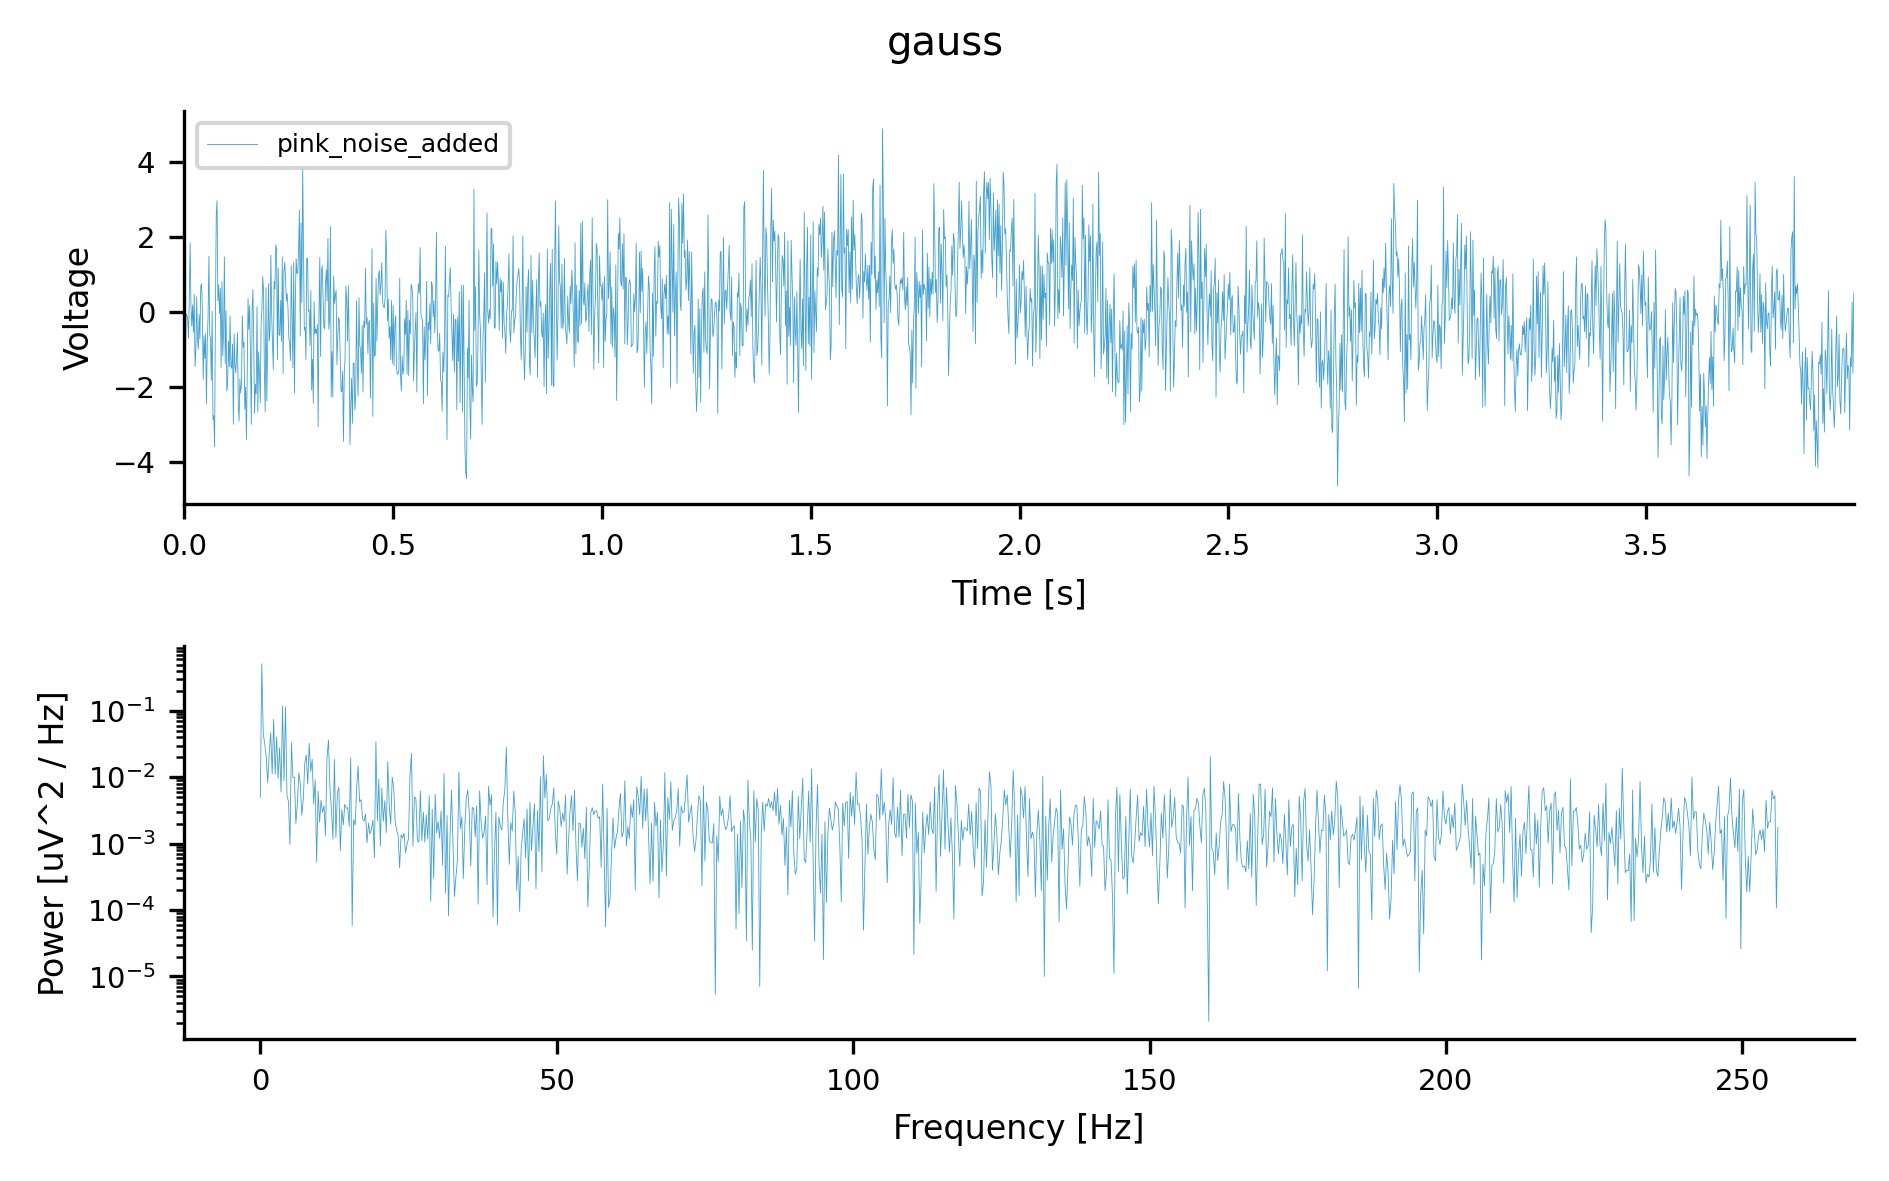 gauss
pink_noise_added
Voltage
4
2
0
−2
−4
0.0 0.5 1.0 1.5 2.0 2.5 3.0 3.5
Time [s]
Power [uV^2 / Hz]
10⁻¹
10⁻²
10⁻³
10⁻⁴
10⁻⁵
0 50 100 150 200 250
Frequency [Hz]